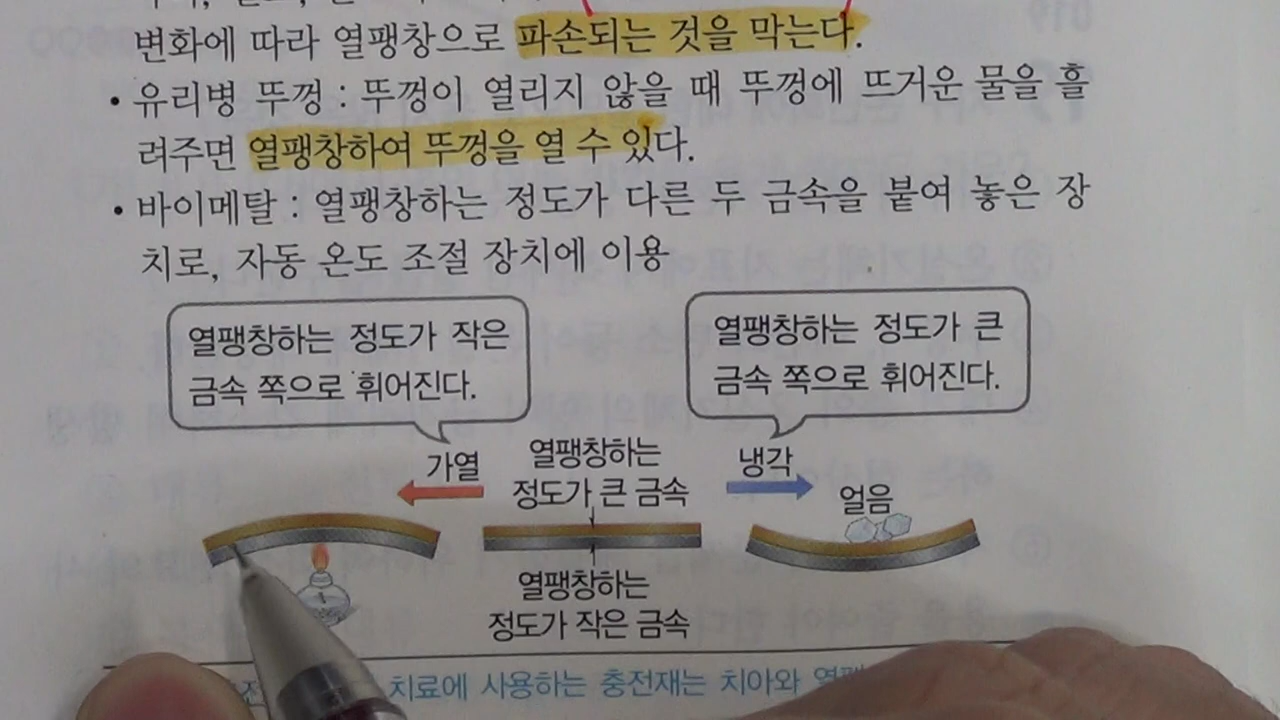 변화에 따라 열팽창으로 파손되는 것을 막는다.
• 유리병 뚜껑 : 뚜껑이 열리지 않을 때 뚜껑에 뜨거운 물을 흘
려주면 열팽창하여 뚜껑을 열 수 있다.
• 바이메탈 : 열팽창하는 정도가 다른 두 금속을 붙여 놓은 장
치로, 자동 온도 조절 장치에 이용
열팽창하는 정도가 작은
금속 쪽으로 휘어진다.
열팽창하는 정도가 큰
금속 쪽으로 휘어진다.
가열
열팽창하는
정도가 큰 금속
냉각
얼음
열팽창하는
정도가 작은 금속
치료에 사용하는 충전재는 치아와